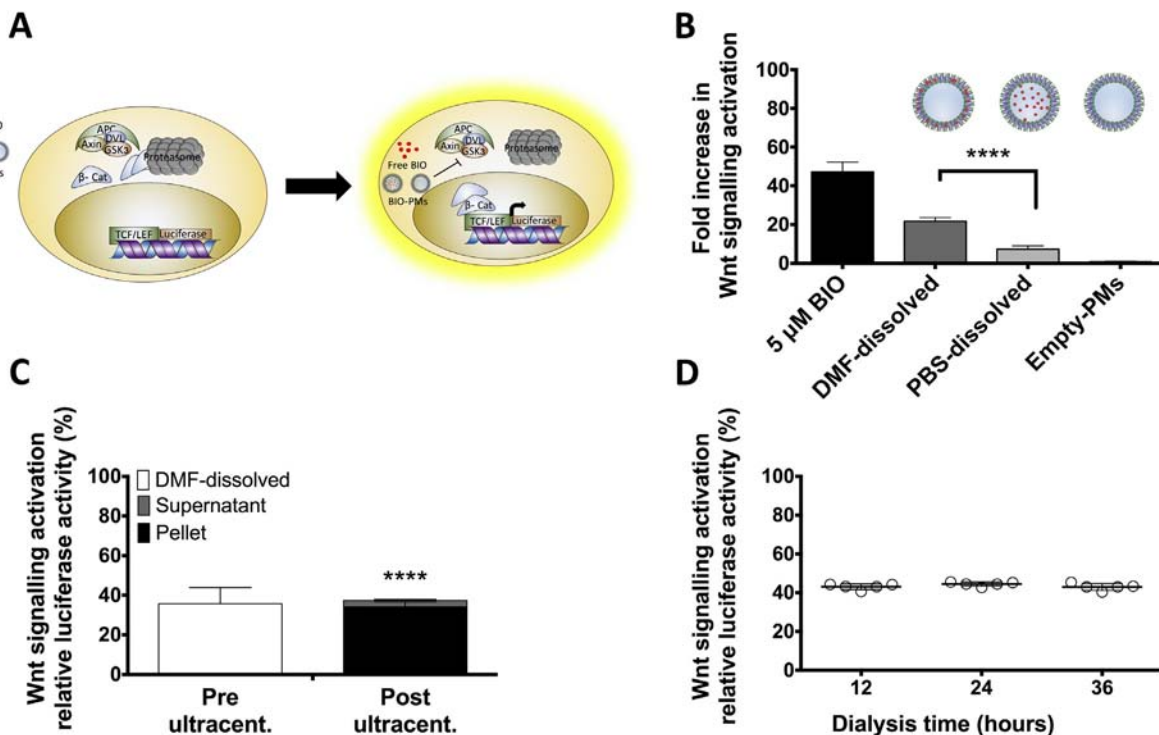 A
O
s
APC
Axin
DVL
GSK3
Proteasome
β- Cat
TCF/LEF Luciferase
APC
Axin
DVL
GSK3
Proteasome
Free BIO
BIO-PMs
β- Cat
TCF/LEF Luciferase
B
Fold increase in
Wnt signalling activation
100
80
60
40
20
0
****
5 µM BIO
DMF-dissolved
PBS-dissolved
Empty-PMs
C
Wnt signalling activation
relative luciferase activity (%)
100
80
60
40
20
0
DMF-dissolved
Supernatant
Pellet
****
Pre
ultracent.
Post
ultracent.
D
Wnt signalling activation
relative luciferase activity (%)
100
80
60
40
20
0
12
24
36
Dialysis time (hours)